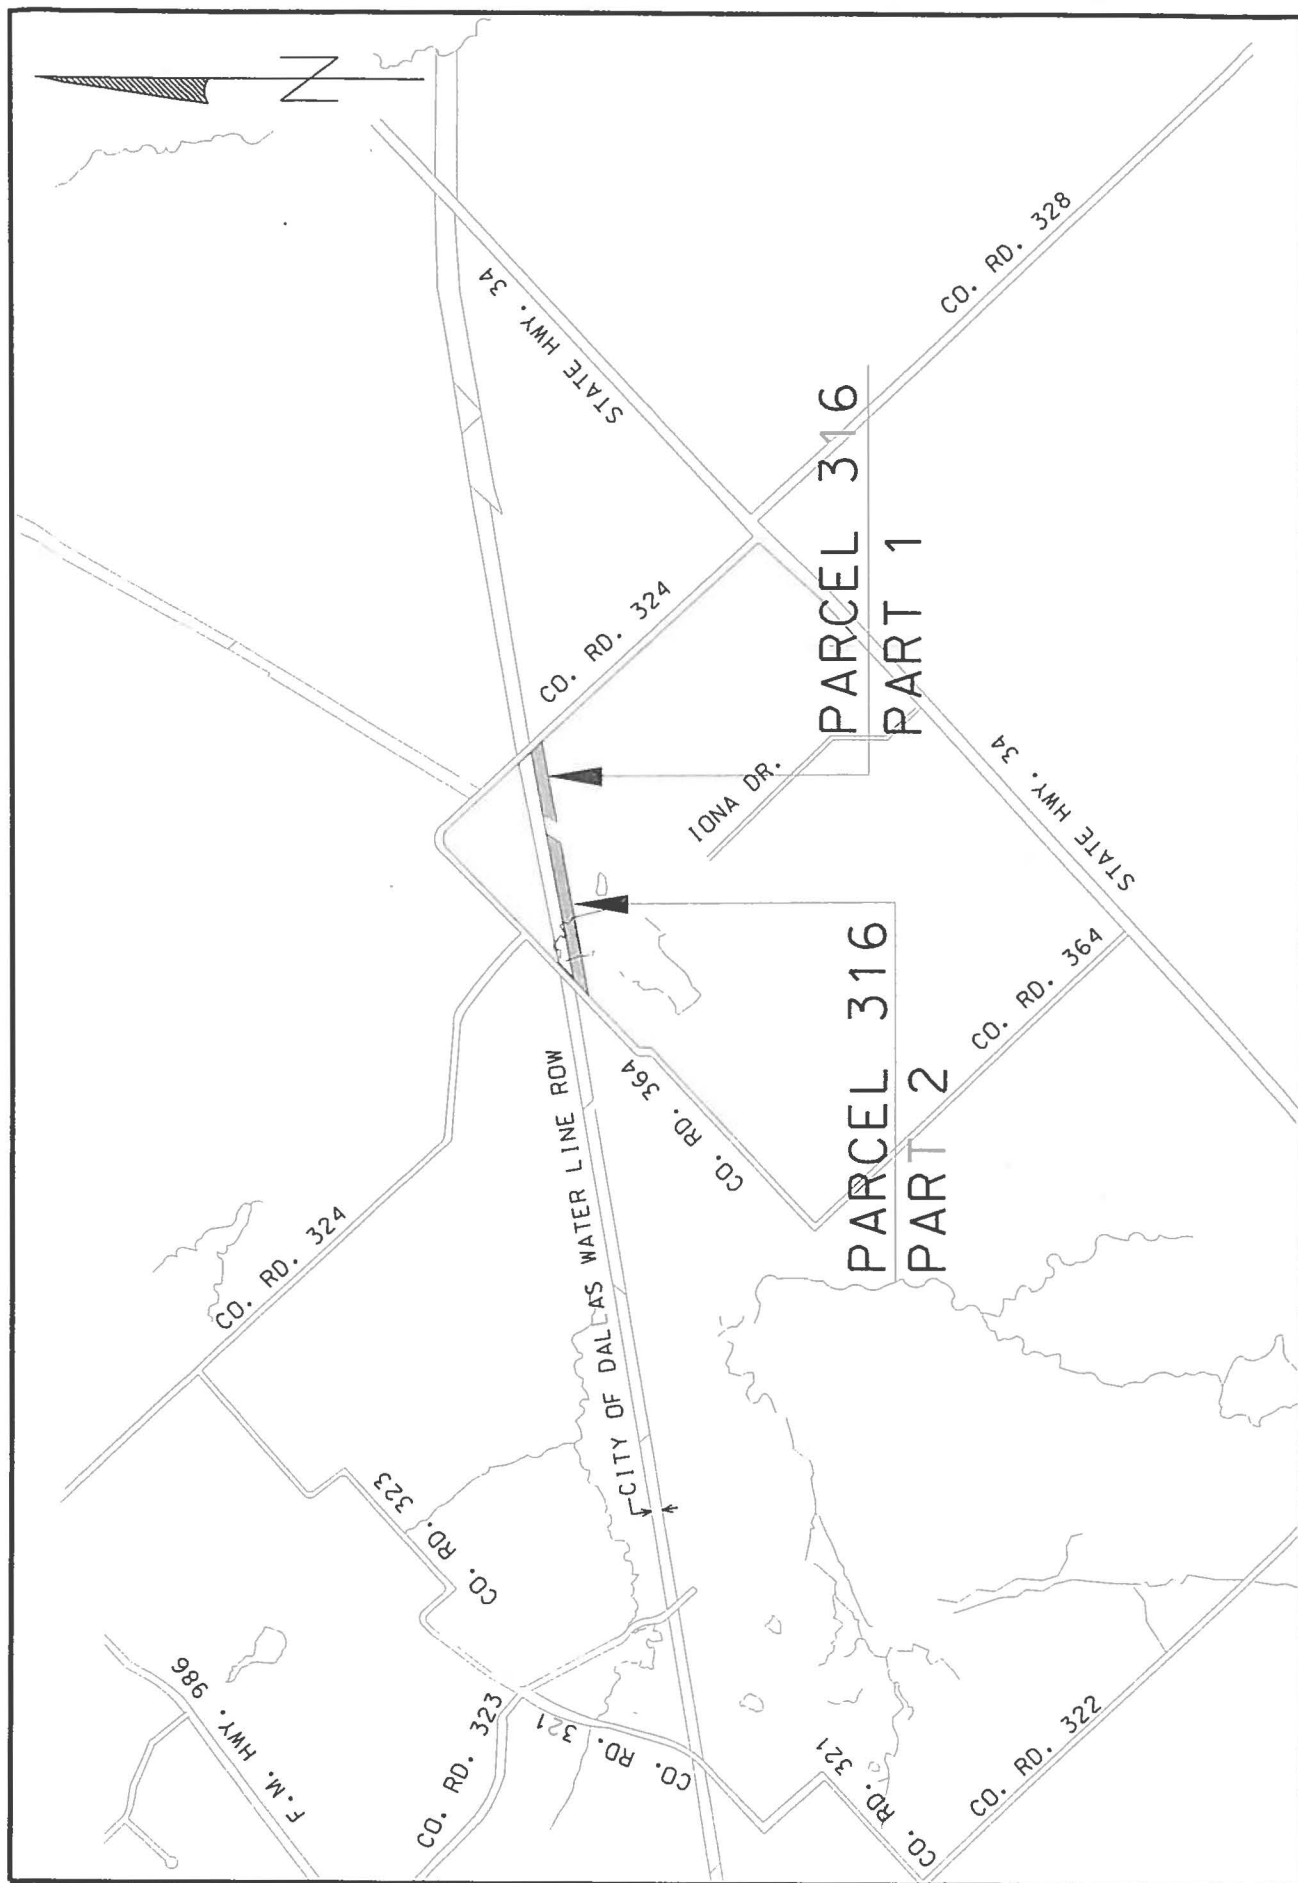 N
STATE HWY. 34
CO. RD. 328
CO. RD. 324
PARCEL 316
PART 1
IONA DR.
STATE HWY. 34
PARCEL 316
PART 2
CO. RD. 364
CO. RD. 364
CITY OF DALLAS WATER LINE ROW
CO. RD. 324
CO. RD. 323
F.M. HWY. 986
CO. RD. 323
CO. RD. 321
CO. RD. 321
CO. RD. 322